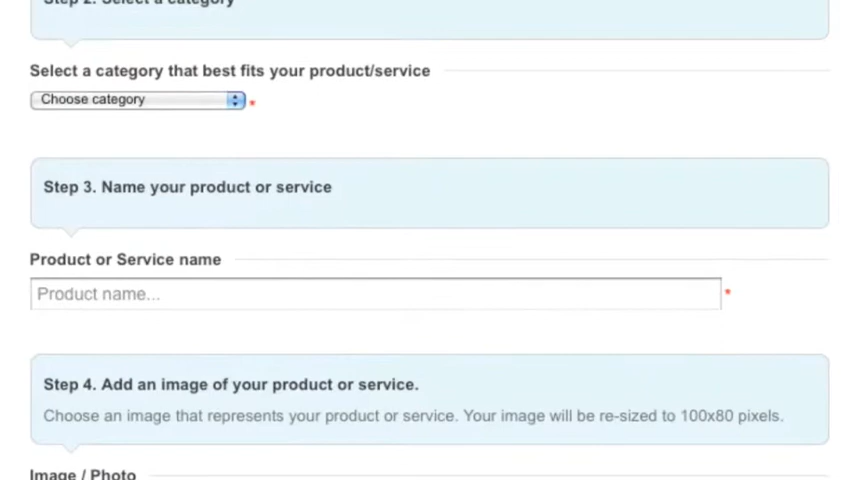 Step 2. Select a category
Select a category that best fits your product/service
Choose category
*
Step 3. Name your product or service
Product or Service name
Product name...
*
Step 4. Add an image of your product or service.
Choose an image that represents your product or service. Your image will be re-sized to 100x80 pixels.
Image / Photo